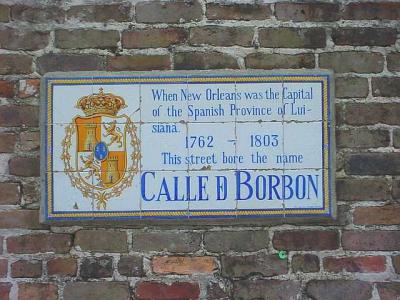 When New Orleans was the Capital
of the Spanish Province of Lui-
siana.
1762 - 1803
This street bore the name
CALLE D BORBON